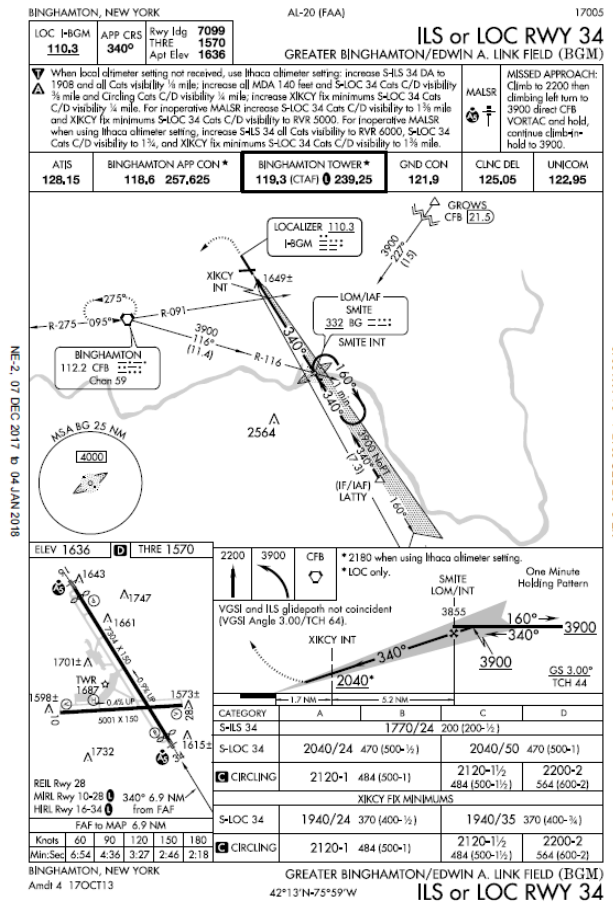 BINGHAMTON, NEW YORK
AL-20 (FAA)
17005
LOC I-BGM
110.3
APP CRS
340°
Rwy ldg 7099
THRE 1570
Apt Elev 1636
ILS or LOC RWY 34
GREATER BINGHAMTON/EDWIN A. LINK FIELD (BGM)
T
A
When local altimeter setting not received, use Ithaca altimeter setting: increase S-ILS 34 DA to
1908 and all Cats visibility ⅛ mile; increase all MDA 140 feet and S-LOC 34 Cats C/D visibility
⅜ mile and Circling Cats C/D visibility ¼ mile; increase XIKCY fix minimums S-LOC 34 Cats
C/D visibility ¼ mile. For inoperative MALSR increase S-LOC 34 Cats C/D visibility to 1⅜ mile
and XIKCY fix minimums S-LOC 34 Cats C/D visibility to RVR 5000. For inoperative MALSR
when using Ithaca altimeter setting, increase S-ILS 34 all Cats visibility to RVR 6000, S-LOC 34
Cats C/D visibility to 1¾, and XIKCY fix minimums S-LOC 34 Cats C/D visibility to 1⅜ mile.
MALSR
MISSED APPROACH:
Climb to 2200 then
climbing left turn to
3900 direct CFB
VORTAC and hold,
continue climb-in-
hold to 3900.
ATIS
128.15
BINGHAMTON APP CON*
118.6 257.625
BINGHAMTON TOWER*
119.3 (CTAF) L 239.25
GND CON
121.9
CLNC DEL
125.05
UNICOM
122.95
GROWS
CFB 21.5
3900
227°
(15)
LOCALIZER 110.3
I-BGM
XIKCY
INT
1649±
LOM/IAF
SMITE
332 BG
SMITE INT
275°
R-275
095°
R-091
3900
116°
(11.4)
R-116
BINGHAMTON
112.2 CFB
Chan 59
340°
160°
1 min
340°
2564
3900 NoPT
340°
(7.3)
(IF/IAF)
LATTY
160°
MSA BG 25 NM
4000
NE-2, 07 DEC 2017 to 04 JAN 2018
ELEV 1636
D
THRE 1570
1643
1747
1661
16
7304 X 150
0.9% UP
1701±
TWR
1687
1598±
0.4% UP
1573±
10
28
5001 X 150
1615±
1732
34
REIL Rwy 28
MIRL Rwy 10-28 L
HIRL Rwy 16-34 L
340° 6.9 NM
from FAF
FAF to MAP 6.9 NM
Knots 60 90 120 150 180
Min:Sec 6:54 4:36 3:27 2:46 2:18
2200
3900
CFB
*2180 when using Ithaca altimeter setting.
*LOC only.
VGSI and ILS glidepath not coincident
(VGSI Angle 3.00/TCH 64).
SMITE
LOM/INT
One Minute
Holding Pattern
3855
160°
340°
3900
3900
XIKCY INT
340°
2040*
GS 3.00°
TCH 44
1.7 NM
5.2 NM
CATEGORY A B C D
S-ILS 34 1770/24 200 (200-½)
S-LOC 34 2040/24 470 (500-½) 2040/50 470 (500-1)
C CIRCLING 2120-1 484 (500-1) 2120-1½ 484 (500-1½) 2200-2 564 (600-2)
XIKCY FIX MINIMUMS
S-LOC 34 1940/24 370 (400-½) 1940/35 370 (400-¾)
C CIRCLING 2120-1 484 (500-1) 2120-1½ 484 (500-1½) 2200-2 564 (600-2)
BINGHAMTON, NEW YORK
Amdt 4 17OCT13
42°13'N-75°59'W
GREATER BINGHAMTON/EDWIN A. LINK FIELD (BGM)
ILS or LOC RWY 34